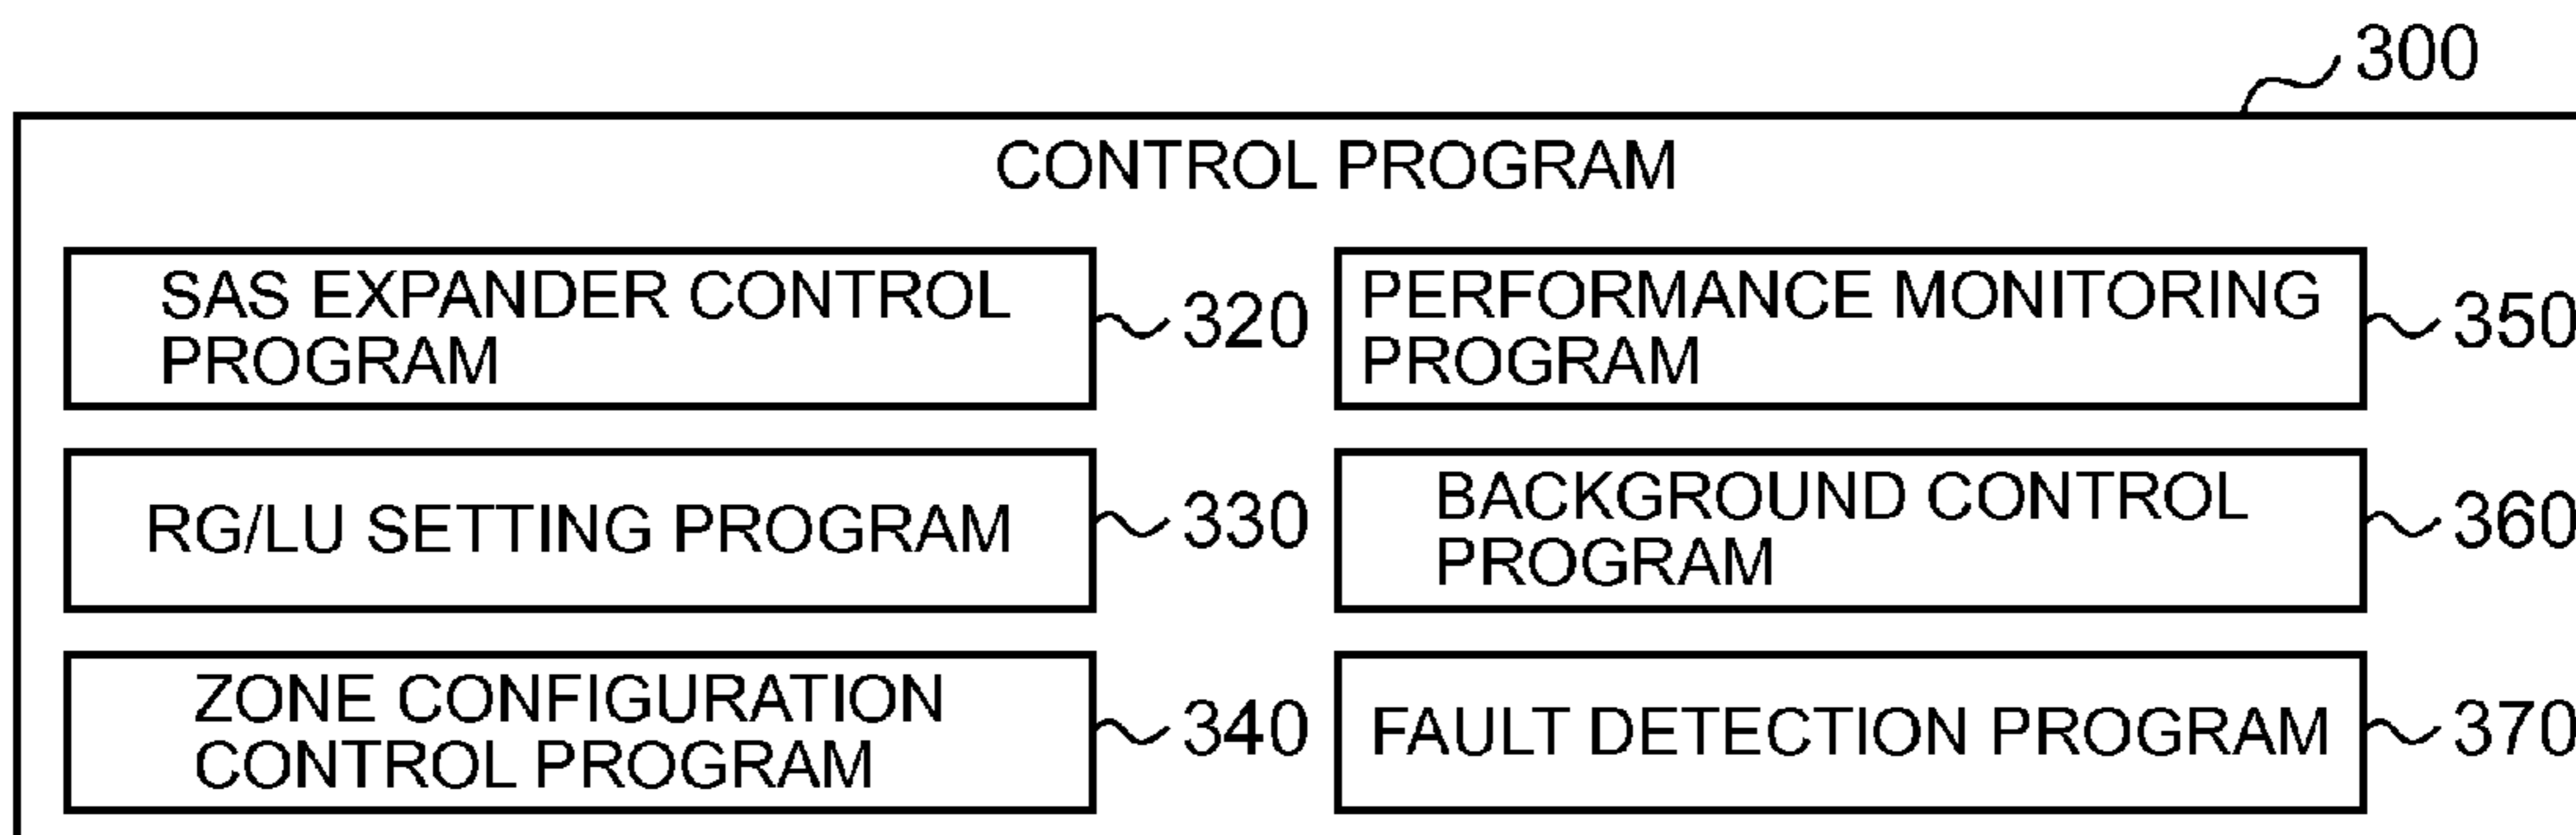 300
CONTROL PROGRAM
SAS EXPANDER CONTROL
PROGRAM
320
PERFORMANCE MONITORING
PROGRAM
350
RG/LU SETTING PROGRAM
330
BACKGROUND CONTROL
PROGRAM
360
ZONE CONFIGURATION
CONTROL PROGRAM
340
FAULT DETECTION PROGRAM
370